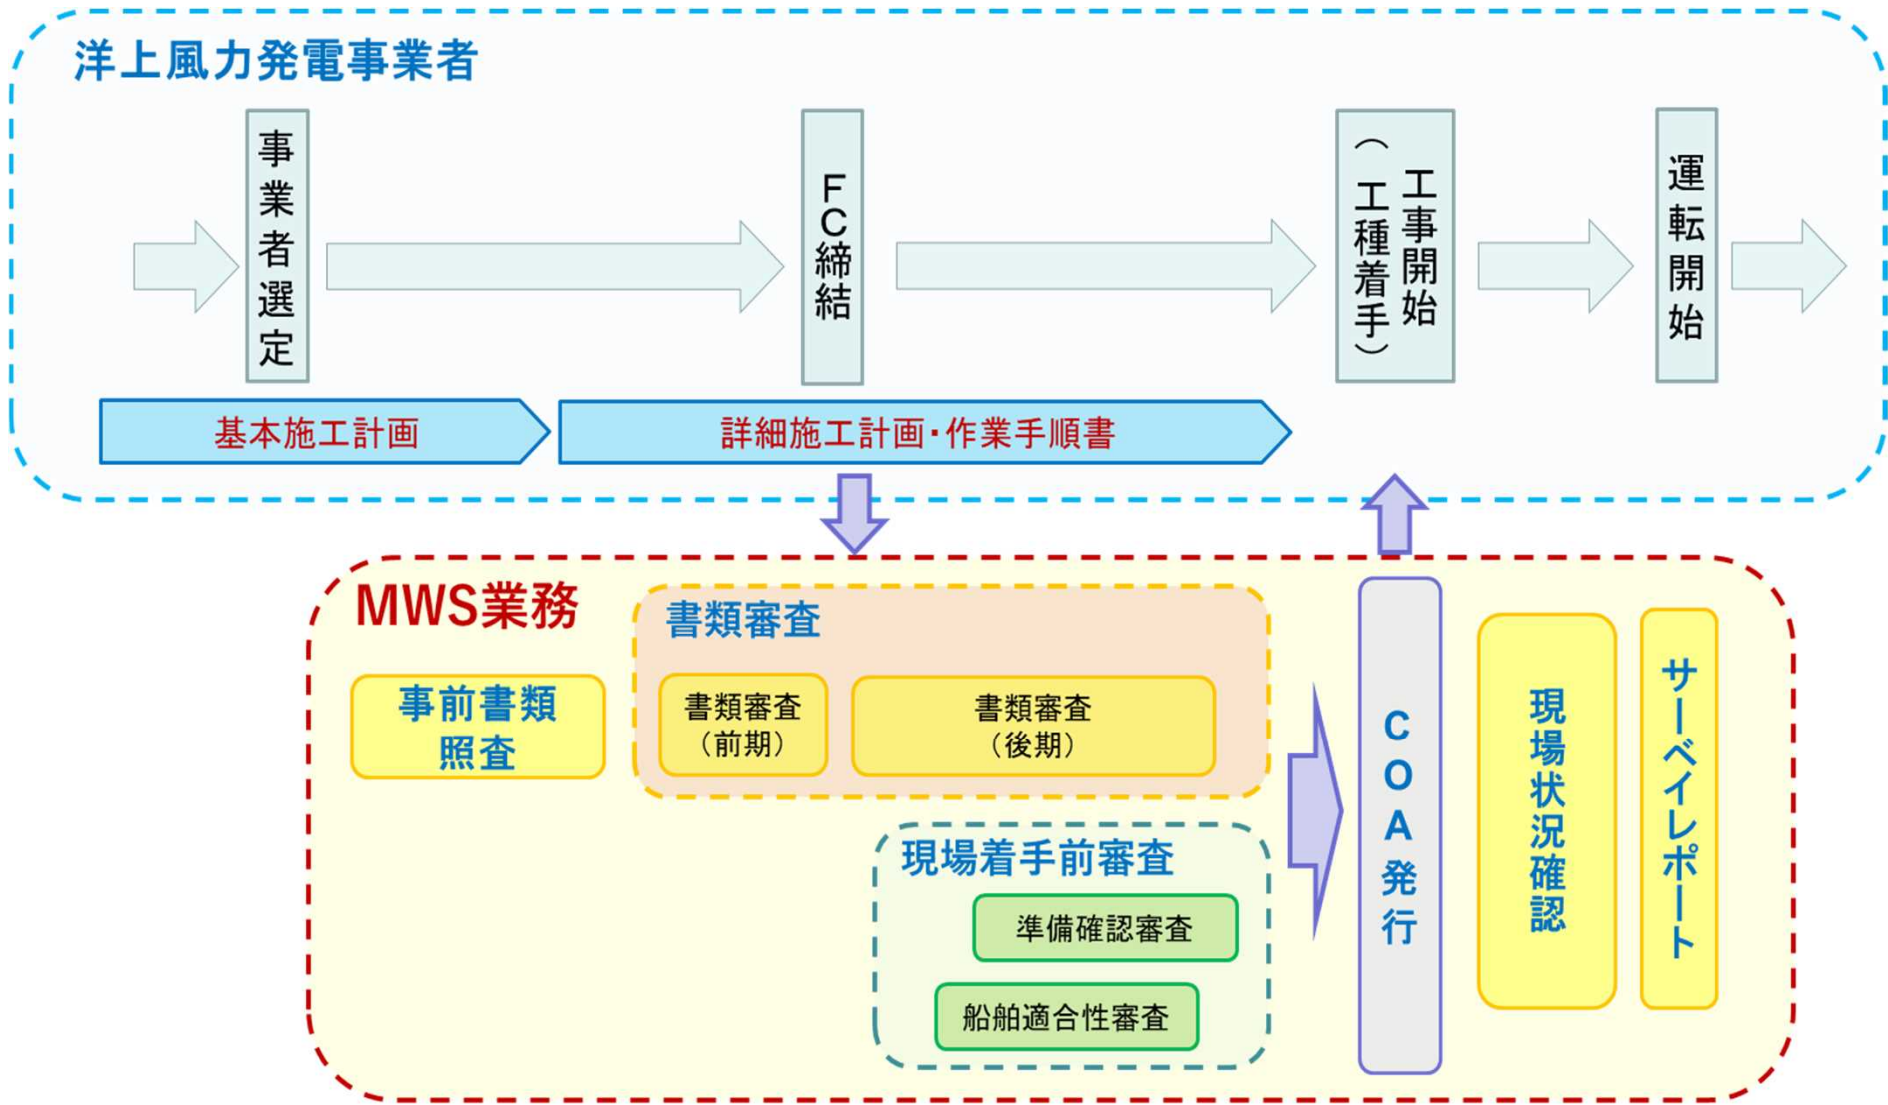 洋上風力発電事業者
事業者選定
FC締結
工事開始
（工種着手）
運転開始
基本施工計画
詳細施工計画・作業手順書
MWS業務
書類審査
事前書類
照査
書類審査
（前期）
書類審査
（後期）
現場着手前審査
準備確認審査
船舶適合性審査
COA発行
現場状況確認
サーベイレポート